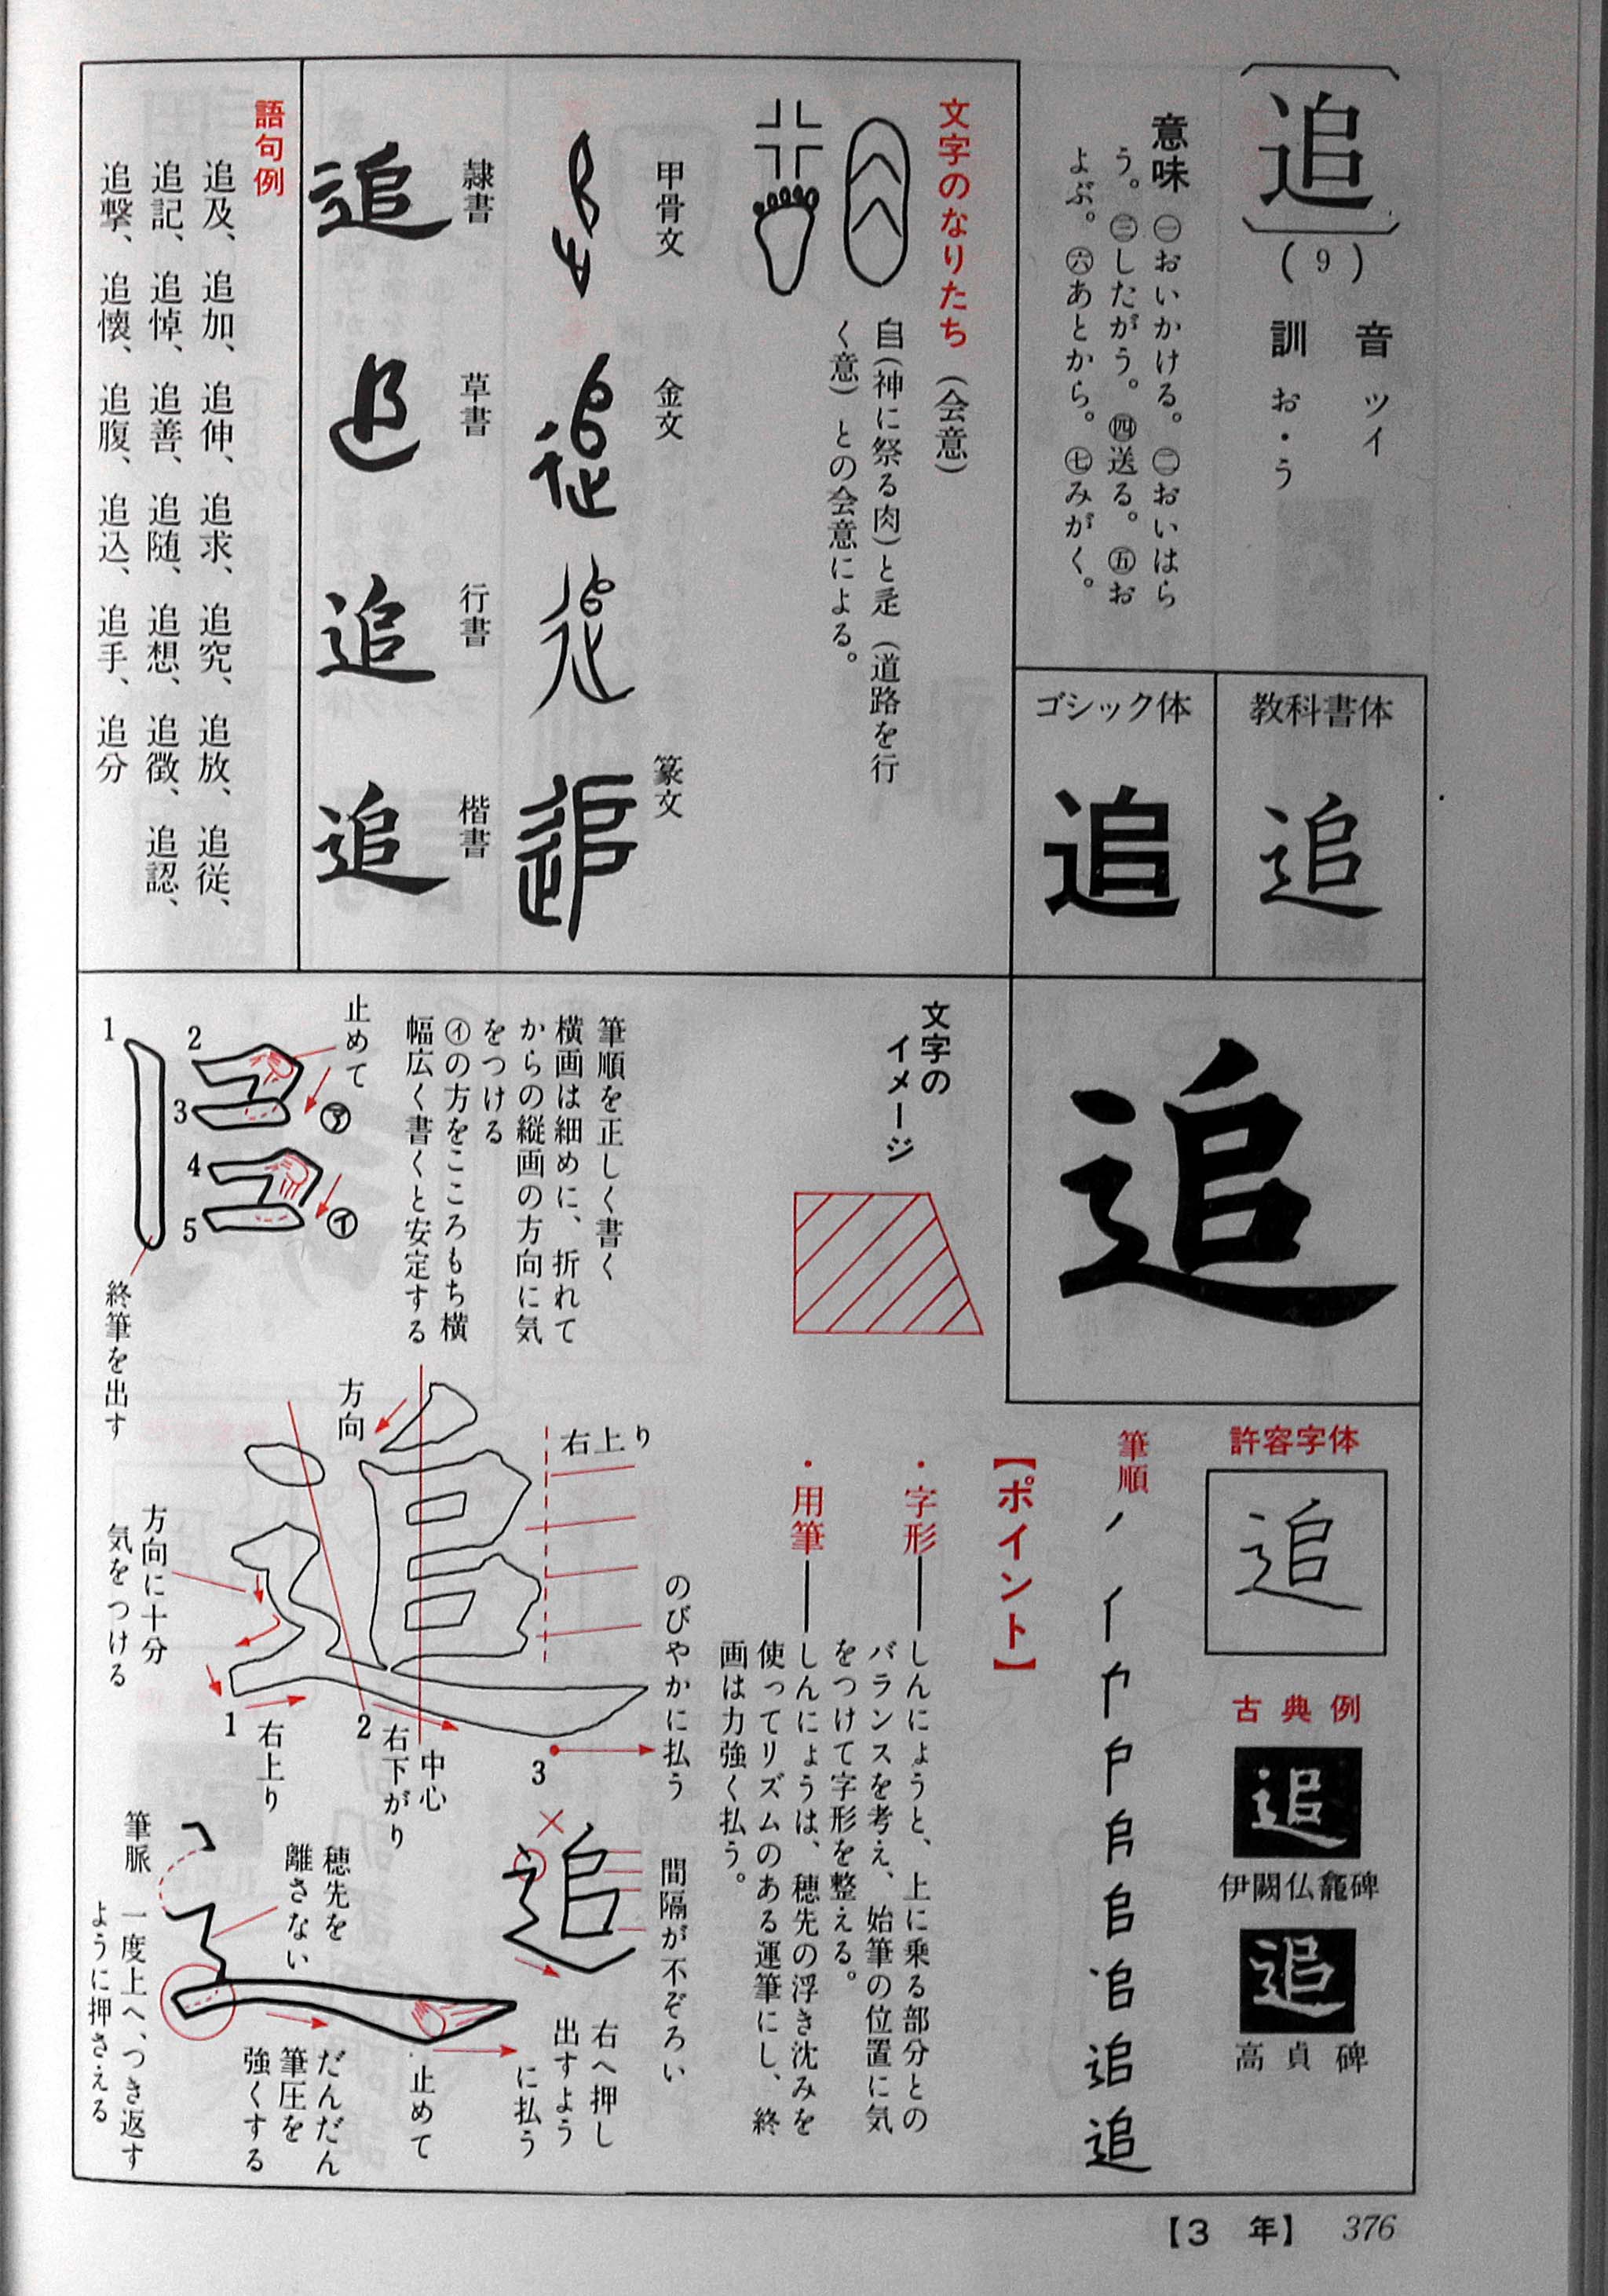 追
(9)
音 ツイ
訓 お・う
意味 ㊀おいかける。㊁おいはら
う。㊂したがう。㊃送る。㊄お
よぶ。㊅あとから。㊆みがく。
教科書体
追
ゴシック体
追
文字のなりたち (会意)
𠂤(神に祭る肉)と辵(道路を行
く意)との会意による。
甲骨文
金文
篆文
隷書
追
草書
追
行書
追
楷書
追
語句例
追及、追加、追伸、追求、追究、追放、追従、
追記、追悼、追善、追随、追想、追徴、追認、
追撃、追懐、追腹、追込、追手、追分
追
許容字体
追
古典例
追
伊闕仏龕碑
追
高貞碑
筆順
追
【ポイント】
・字形――しんにょうと、上に乗る部分との
バランスを考え、始筆の位置に気
をつけて字形を整える。
・用筆――しんにょうは、穂先の浮き沈みを
使ってリズムのある運筆にし、終
画は力強く払う。
文字の
イメージ
筆順を正しく書く
横画は細めに、折れて
からの縦画の方向に気
をつける
㋑の方をこころもち横
幅広く書くと安定する
止めて
㋐
㋑
1
2
3
4
5
終筆を出す
右上り
方向
方向に十分
気をつける
のびやかに払う
1
右上り
2
右下がり
中心
3
間隔が不ぞろい
追
右へ押し
出すよう
に払う
止めて
だんだん
筆圧を
強くする
穂先を
離さない
筆脈
一度上へ、つき返す
ように押さえる
【3 年】 376